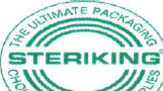 THE ULTIMATE PACKAGING
STERIKING®